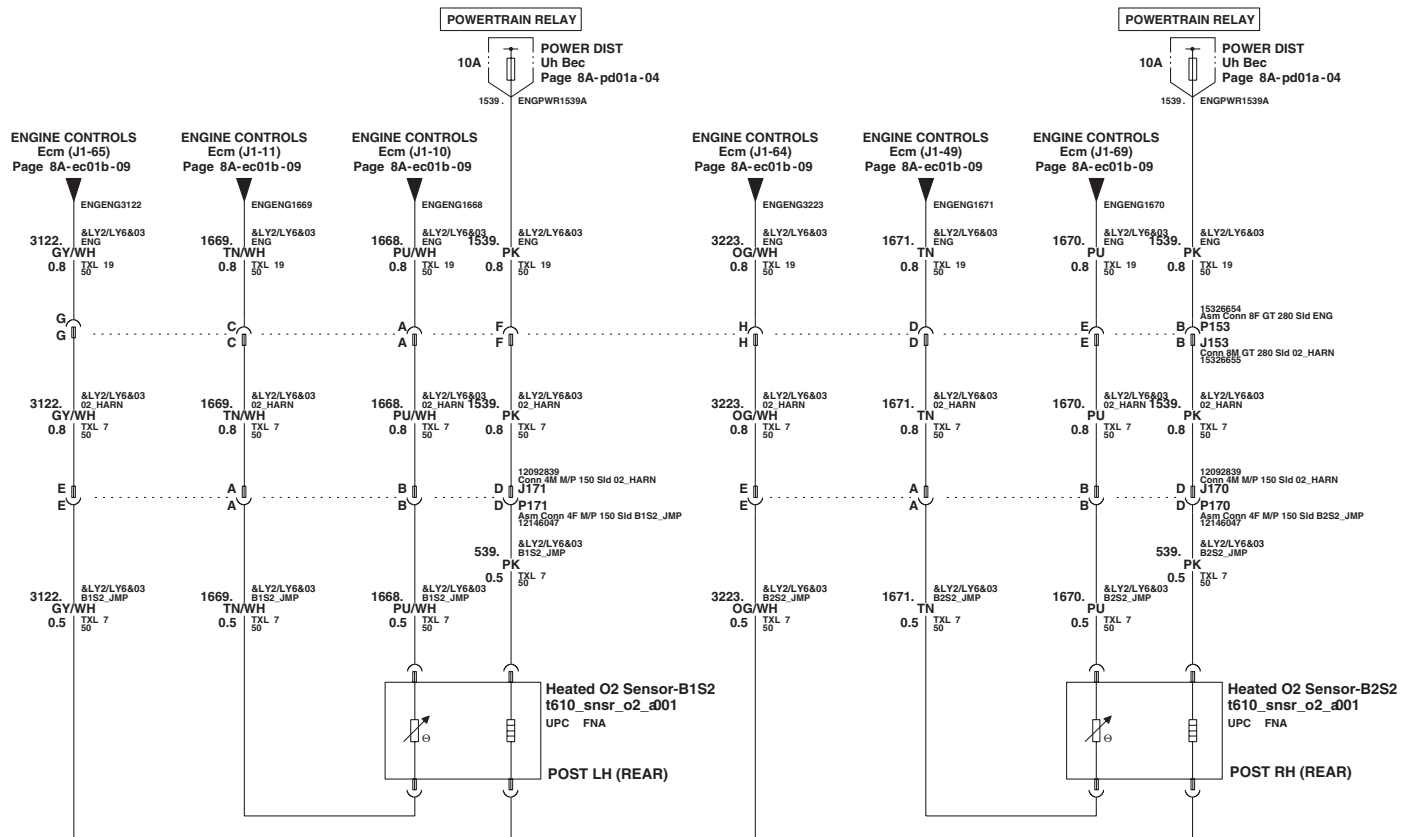 POWERTRAIN RELAY
10A
POWER DIST
Uh Bec
Page 8A-pd01a-04
1539. ENGPWR1539A
POWERTRAIN RELAY
10A
POWER DIST
Uh Bec
Page 8A-pd01a-04
1539. ENGPWR1539A
ENGINE CONTROLS
Ecm (J1-65)
Page 8A-ec01b-09
ENGINE CONTROLS
Ecm (J1-11)
Page 8A-ec01b-09
ENGINE CONTROLS
Ecm (J1-10)
Page 8A-ec01b-09
ENGINE CONTROLS
Ecm (J1-64)
Page 8A-ec01b-09
ENGINE CONTROLS
Ecm (J1-49)
Page 8A-ec01b-09
ENGINE CONTROLS
Ecm (J1-69)
Page 8A-ec01b-09
ENGENG3122
ENGENG1669
ENGENG1668
ENGENG3223
ENGENG1671
ENGENG1670
3122. &LY2/LY6&03
ENG
GY/WH
0.8 TXL 19
50
1669. &LY2/LY6&03
ENG
TN/WH
0.8 TXL 19
50
1668. &LY2/LY6&03
ENG
PU/WH
0.8 TXL 19
50
1539. &LY2/LY6&03
ENG
PK
0.8 TXL 19
50
3223. &LY2/LY6&03
ENG
OG/WH
0.8 TXL 19
50
1671. &LY2/LY6&03
ENG
TN
0.8 TXL 19
50
1670. &LY2/LY6&03
ENG
PU
0.8 TXL 19
50
1539. &LY2/LY6&03
ENG
PK
0.8 TXL 19
50
G
G
C
C
A
A
F
F
H
H
D
D
E
E
B
B
15326654
Asm Conn 8F GT 280 Sld ENG
P153
J153
Conn 8M GT 280 Sld 02_HARN
15326655
3122. &LY2/LY6&03
02_HARN
GY/WH
0.8 TXL 7
50
1669. &LY2/LY6&03
02_HARN
TN/WH
0.8 TXL 7
50
1668. &LY2/LY6&03
02_HARN
PU/WH
0.8 TXL 7
50
1539. &LY2/LY6&03
02_HARN
PK
0.8 TXL 7
50
3223. &LY2/LY6&03
02_HARN
OG/WH
0.8 TXL 7
50
1671. &LY2/LY6&03
02_HARN
TN
0.8 TXL 7
50
1670. &LY2/LY6&03
02_HARN
PU
0.8 TXL 7
50
1539. &LY2/LY6&03
02_HARN
PK
0.8 TXL 7
50
E
E
A
A
B
B
D
D
12092839
Conn 4M M/P 150 Sld 02_HARN
J171
P171
Asm Conn 4F M/P 150 Sld B1S2_JMP
12146047
E
E
A
A
B
B
D
D
12092839
Conn 4M M/P 150 Sld 02_HARN
J170
P170
Asm Conn 4F M/P 150 Sld B2S2_JMP
12146047
539. &LY2/LY6&03
B1S2_JMP
PK
0.5 TXL 7
50
539. &LY2/LY6&03
B2S2_JMP
PK
0.5 TXL 7
50
3122. &LY2/LY6&03
B1S2_JMP
GY/WH
0.5 TXL 7
50
1669. &LY2/LY6&03
B1S2_JMP
TN/WH
0.5 TXL 7
50
1668. &LY2/LY6&03
B1S2_JMP
PU/WH
0.5 TXL 7
50
3223. &LY2/LY6&03
B2S2_JMP
OG/WH
0.5 TXL 7
50
1671. &LY2/LY6&03
B2S2_JMP
TN
0.5 TXL 7
50
1670. &LY2/LY6&03
B2S2_JMP
PU
0.5 TXL 7
50
Heated O2 Sensor-B1S2
t610_snsr_o2_a001
UPC FNA
Θ
POST LH (REAR)
Heated O2 Sensor-B2S2
t610_snsr_o2_a001
UPC FNA
Θ
POST RH (REAR)